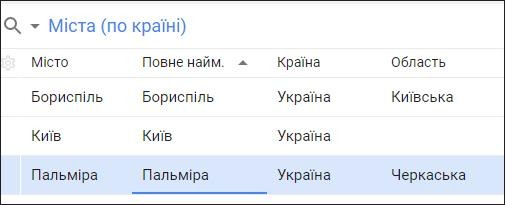 Міста (по країні)
Місто Повне найм. Країна Область
Бориспіль Бориспіль Україна Київська
Київ Київ Україна
Пальміра Пальміра Україна Черкаська